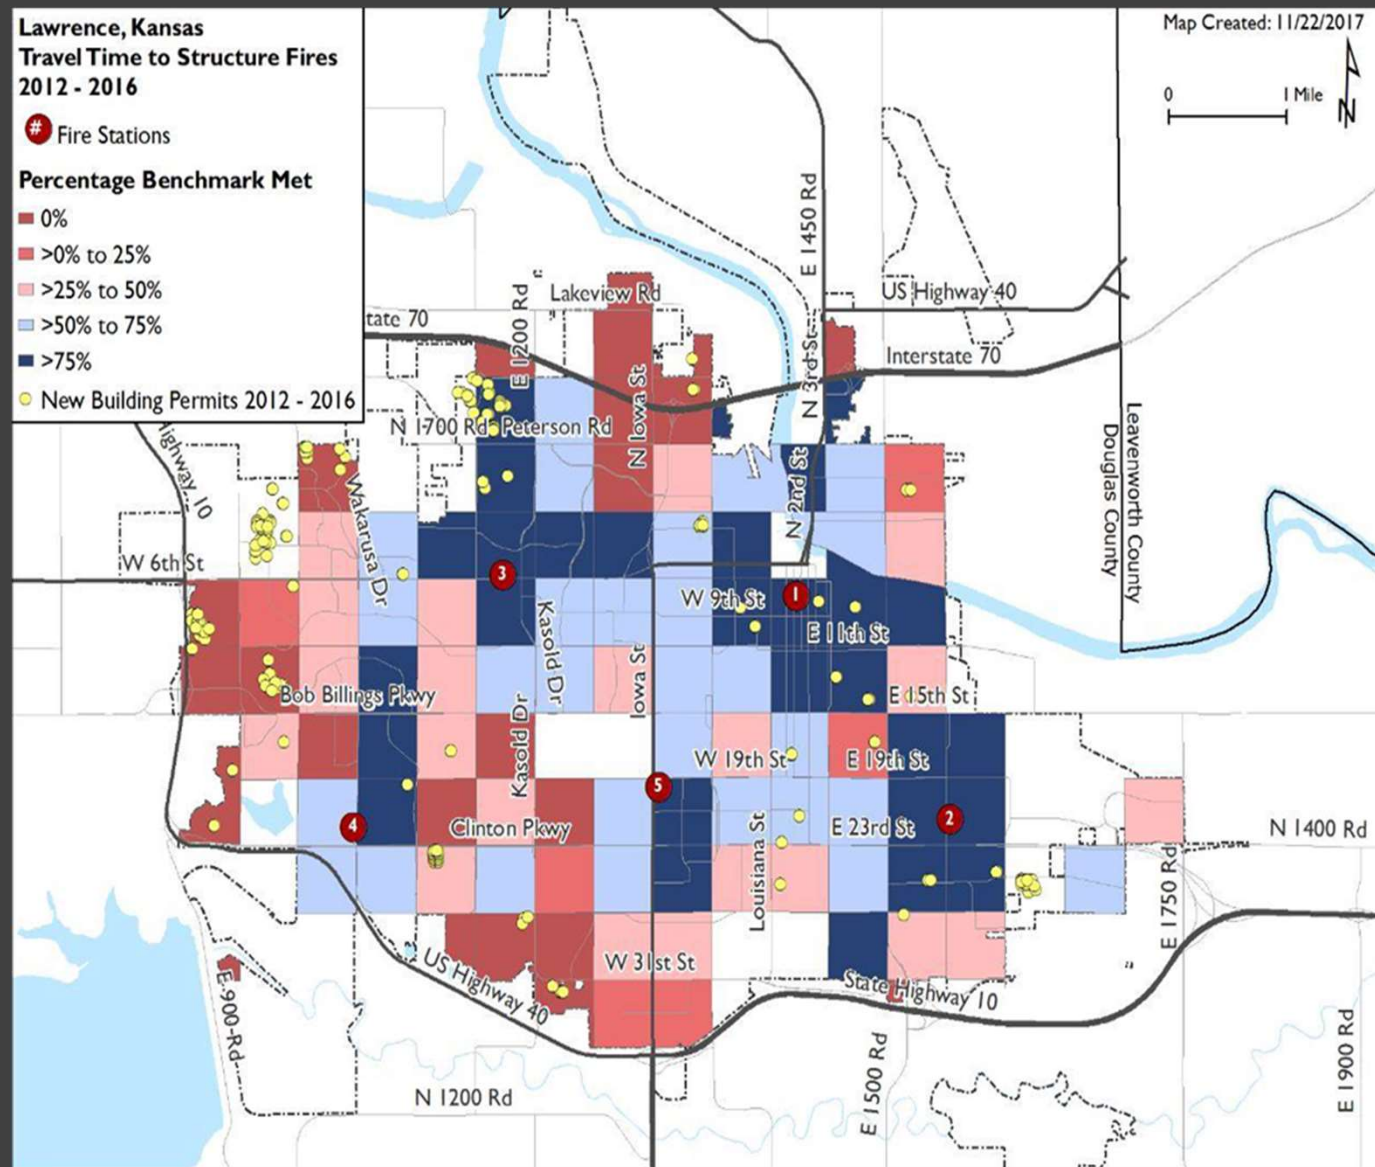 Lawrence, Kansas
Travel Time to Structure Fires
2012 - 2016
# Fire Stations
Percentage Benchmark Met
0%
>0% to 25%
>25% to 50%
>50% to 75%
>75%
New Building Permits 2012 - 2016
Map Created: 11/22/2017
0 1 Mile
N
E 1450 Rd
US Highway 40
Lakeview Rd
E 1200 Rd
tate 70
Interstate 70
N 3rd St
N Iowa St
N 1700 Rd
Peterson Rd
Leavenworth County
Douglas County
Highway 10
Wakarusa Dr
N 2nd St
W 6th St
3
1
W 9th St
E 11th St
Kasold Dr
Iowa St
Bob Billings Pkwy
E 15th St
Kasold Dr
W 19th St
E 19th St
5
4
2
Clinton Pkwy
Louisiana St
E 23rd St
N 1400 Rd
E 1750 Rd
W 31st St
US Highway 40
State Highway 10
E 900 Rd
E 1500 Rd
E 1900 Rd
N 1200 Rd